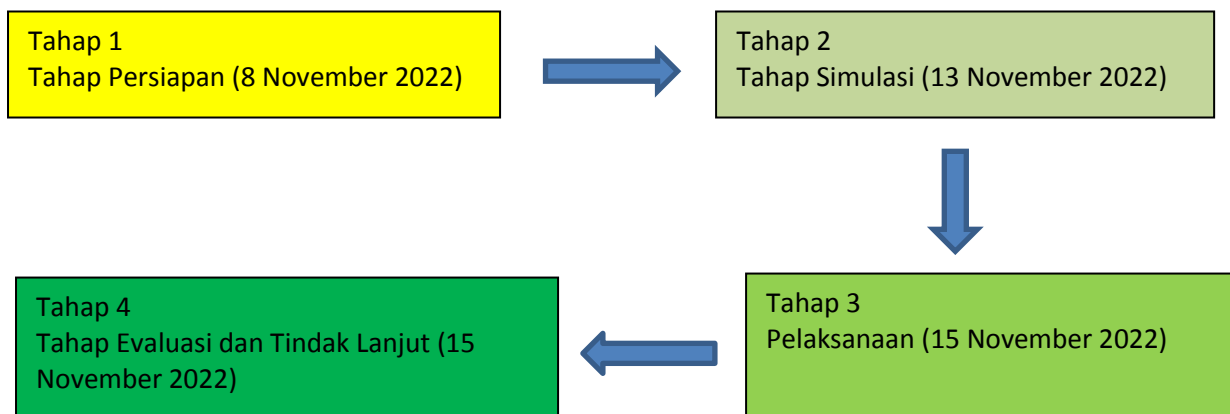 Tahap 1
Tahap Persiapan (8 November 2022)
Tahap 2
Tahap Simulasi (13 November 2022)
Tahap 3
Pelaksanaan (15 November 2022)
Tahap 4
Tahap Evaluasi dan Tindak Lanjut (15
November 2022)